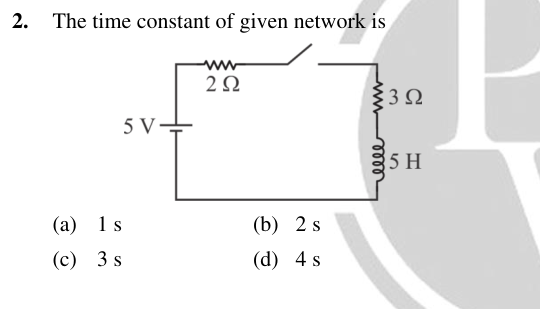 2. The time constant of given network is
2 Ω
3 Ω
5 V
5 H
(a) 1 s (b) 2 s
(c) 3 s (d) 4 s